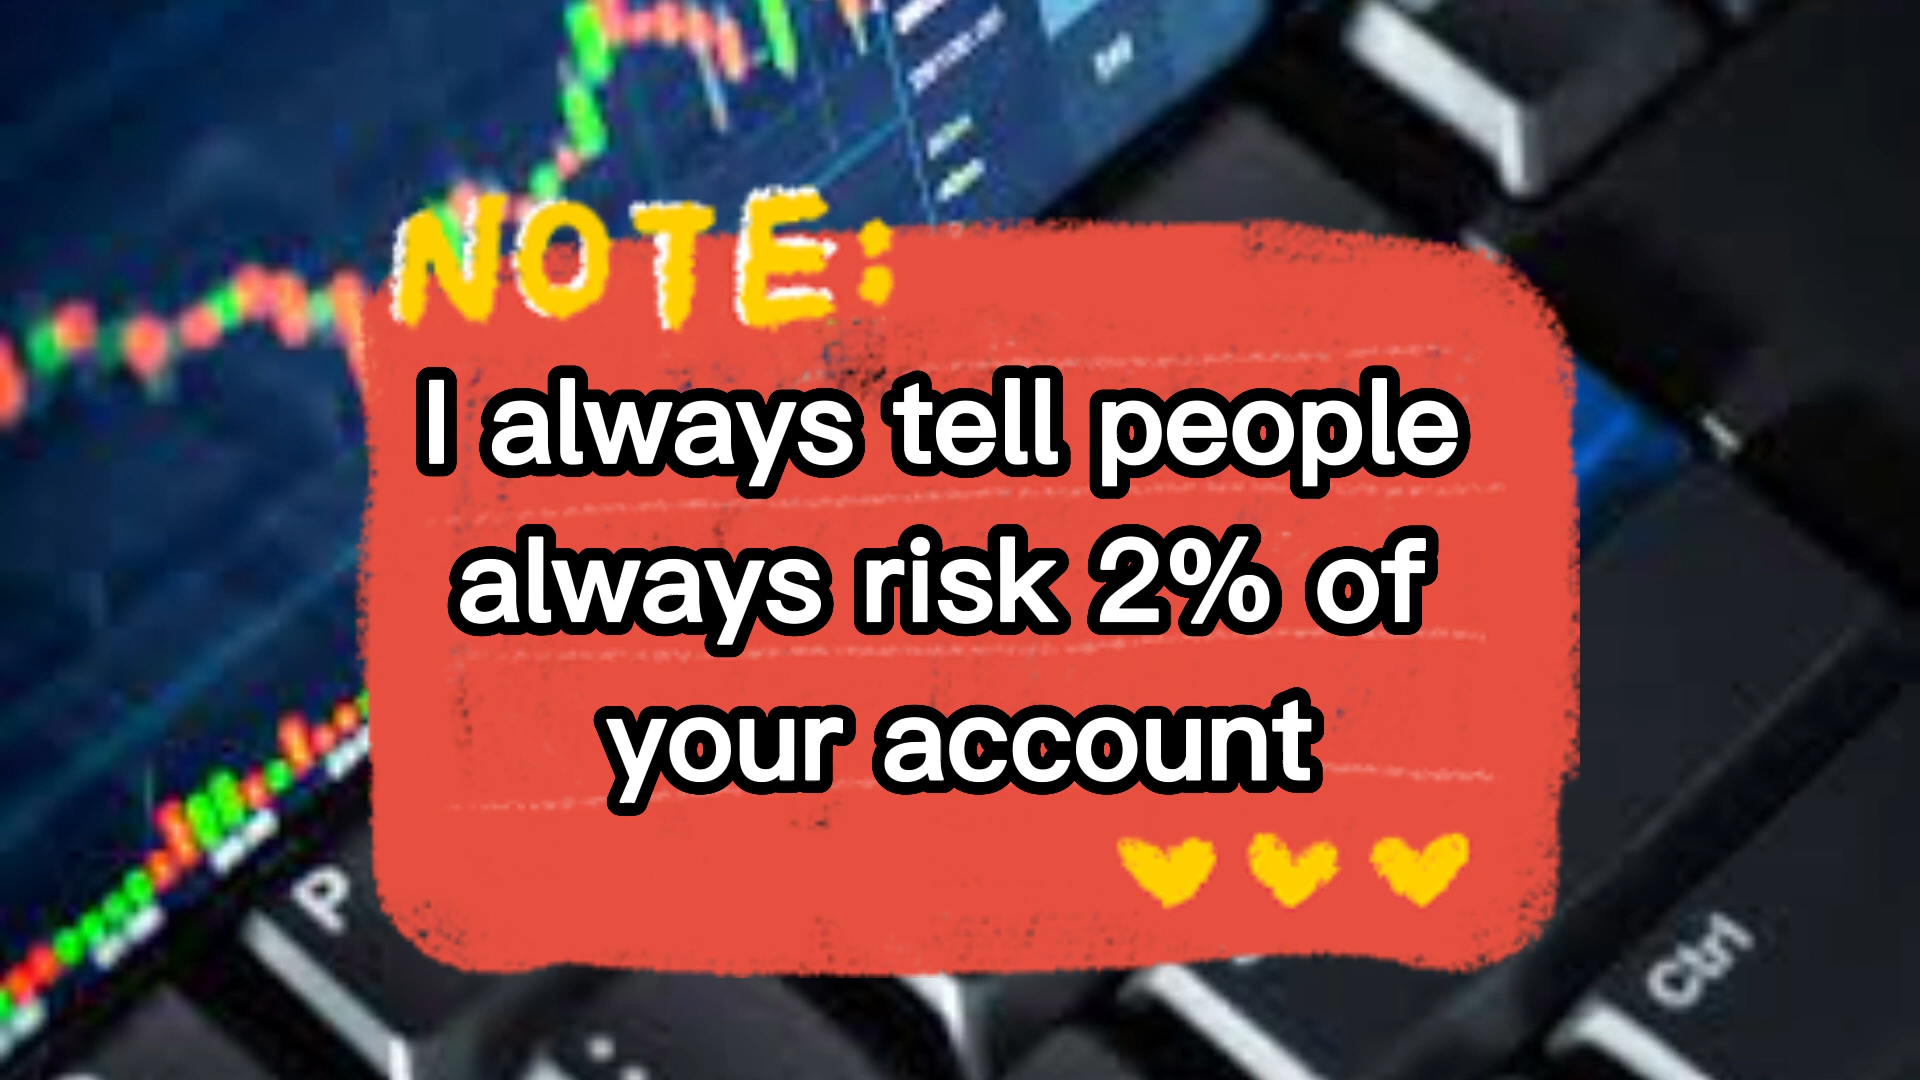 NOTE:
I always tell people
always risk 2% of
your account
P
Ctrl